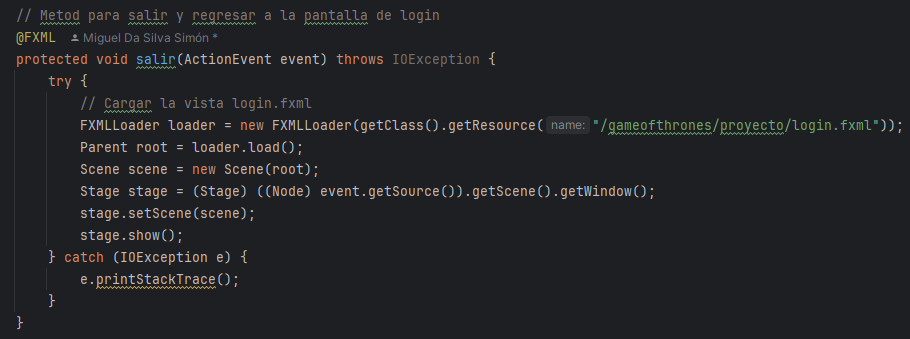 // Metod para salir y regresar a la pantalla de login
@FXML Miguel Da Silva Simón *
protected void salir(ActionEvent event) throws IOException {
try {
// Cargar la vista login.fxml
FXMLLoader loader = new FXMLLoader(getClass().getResource( name: "/gameofthrones/proyecto/login.fxml"));
Parent root = loader.load();
Scene scene = new Scene(root);
Stage stage = (Stage) ((Node) event.getSource()).getScene().getWindow();
stage.setScene(scene);
stage.show();
} catch (IOException e) {
e.printStackTrace();
}
}